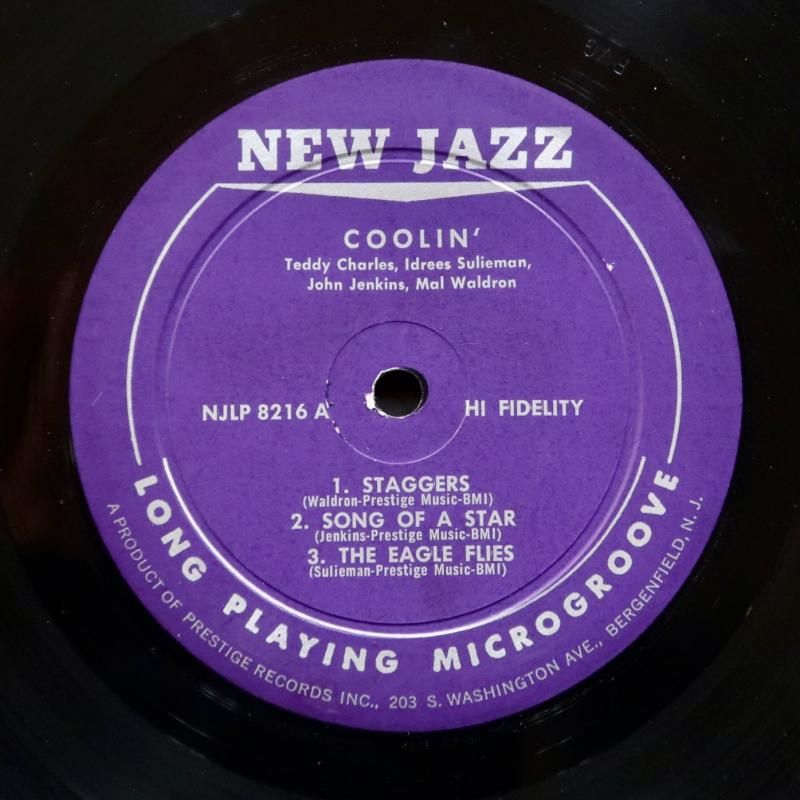 RVG
NEW JAZZ
COOLIN'
Teddy Charles, Idrees Sulieman,
John Jenkins, Mal Waldron
NJLP 8216 A
HI FIDELITY
1. STAGGERS
(Waldron-Prestige Music-BMI)
2. SONG OF A STAR
(Jenkins-Prestige Music-BMI)
3. THE EAGLE FLIES
(Sulieman-Prestige Music-BMI)
LONG PLAYING MICROGROOVE
A PRODUCT OF PRESTIGE RECORDS INC., 203 S. WASHINGTON AVE., BERGENFIELD, N. J.